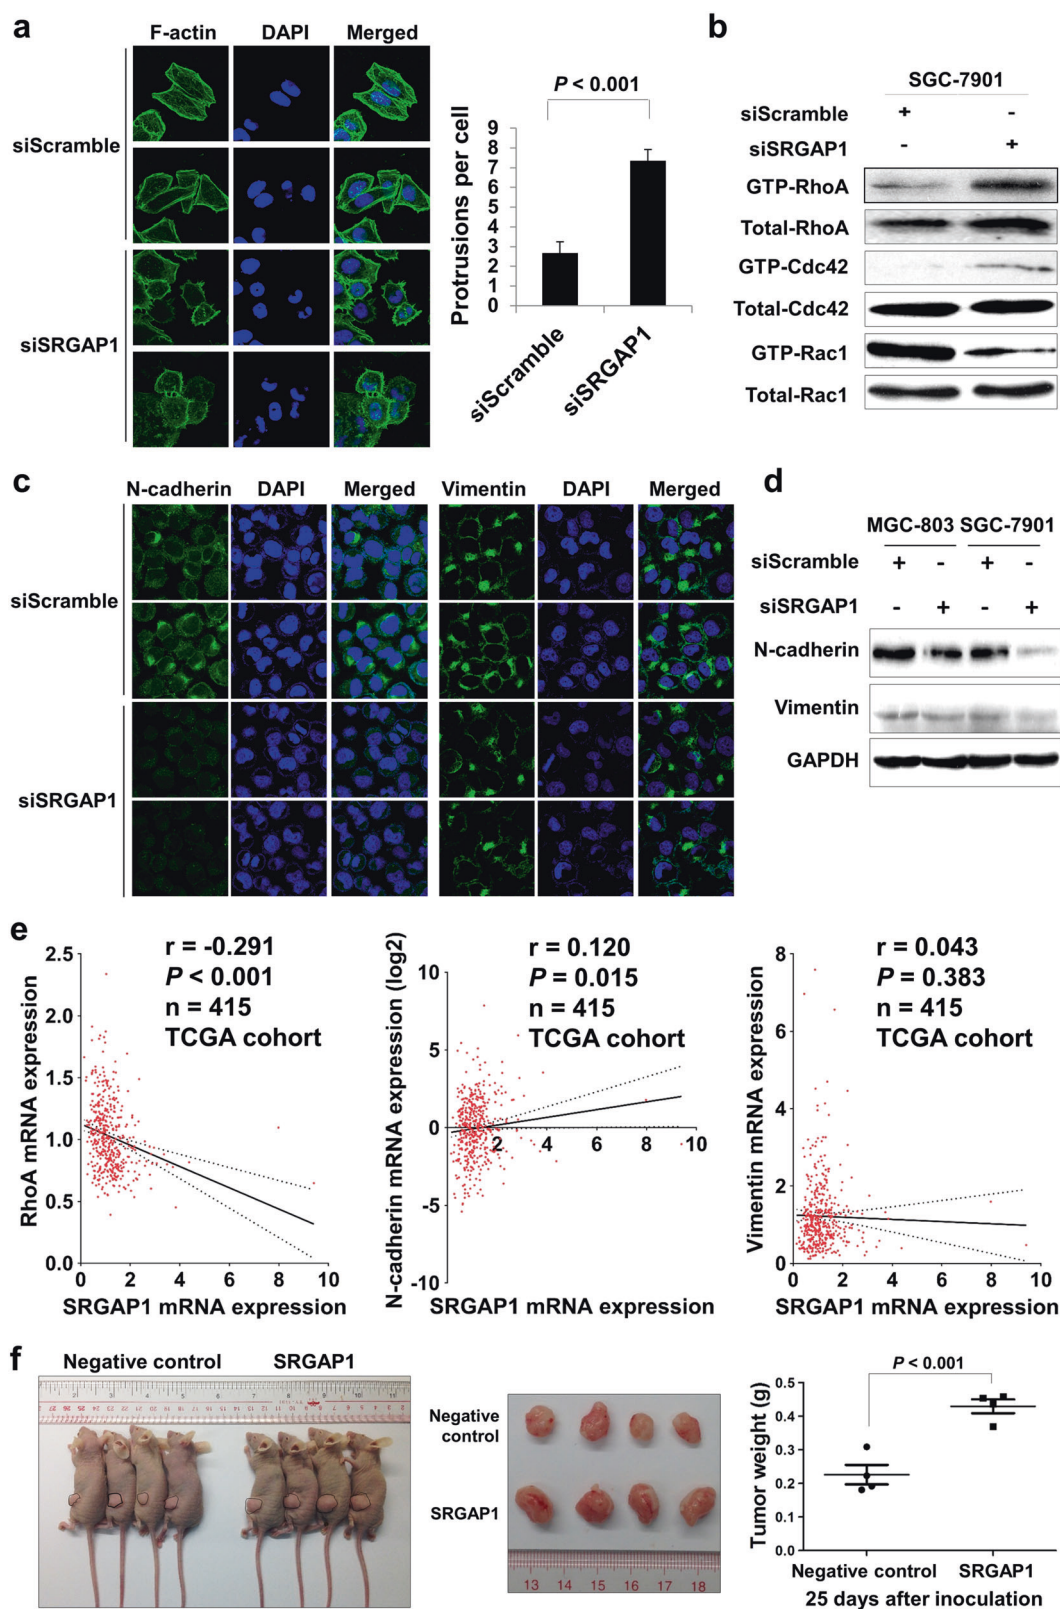 a
F-actin DAPI Merged
siScramble
siSRGAP1
P < 0.001
Protrusions per cell
9
8
7
6
5
4
3
2
1
0
siScramble siSRGAP1
b
SGC-7901
siScramble + -
siSRGAP1 - +
GTP-RhoA
Total-RhoA
GTP-Cdc42
Total-Cdc42
GTP-Rac1
Total-Rac1
c
N-cadherin DAPI Merged Vimentin DAPI Merged
siScramble
siSRGAP1
d
MGC-803 SGC-7901
siScramble + - + -
siSRGAP1 - + - +
N-cadherin
Vimentin
GAPDH
e
r = -0.291
P < 0.001
n = 415
TCGA cohort
RhoA mRNA expression
2.5
2.0
1.5
1.0
0.5
0.0
0 2 4 6 8 10
SRGAP1 mRNA expression
r = 0.120
P = 0.015
n = 415
TCGA cohort
N-cadherin mRNA expression (log2)
10
5
0
-5
-10
2 4 6 8 10
SRGAP1 mRNA expression
r = 0.043
P = 0.383
n = 415
TCGA cohort
Vimentin mRNA expression
8
6
4
2
0
0 2 4 6 8 10
SRGAP1 mRNA expression
f
Negative control SRGAP1
Negative control
SRGAP1
13 14 15 16 17 18
P < 0.001
Tumor weight (g)
0.5
0.4
0.3
0.2
0.1
0.0
Negative control SRGAP1
25 days after inoculation